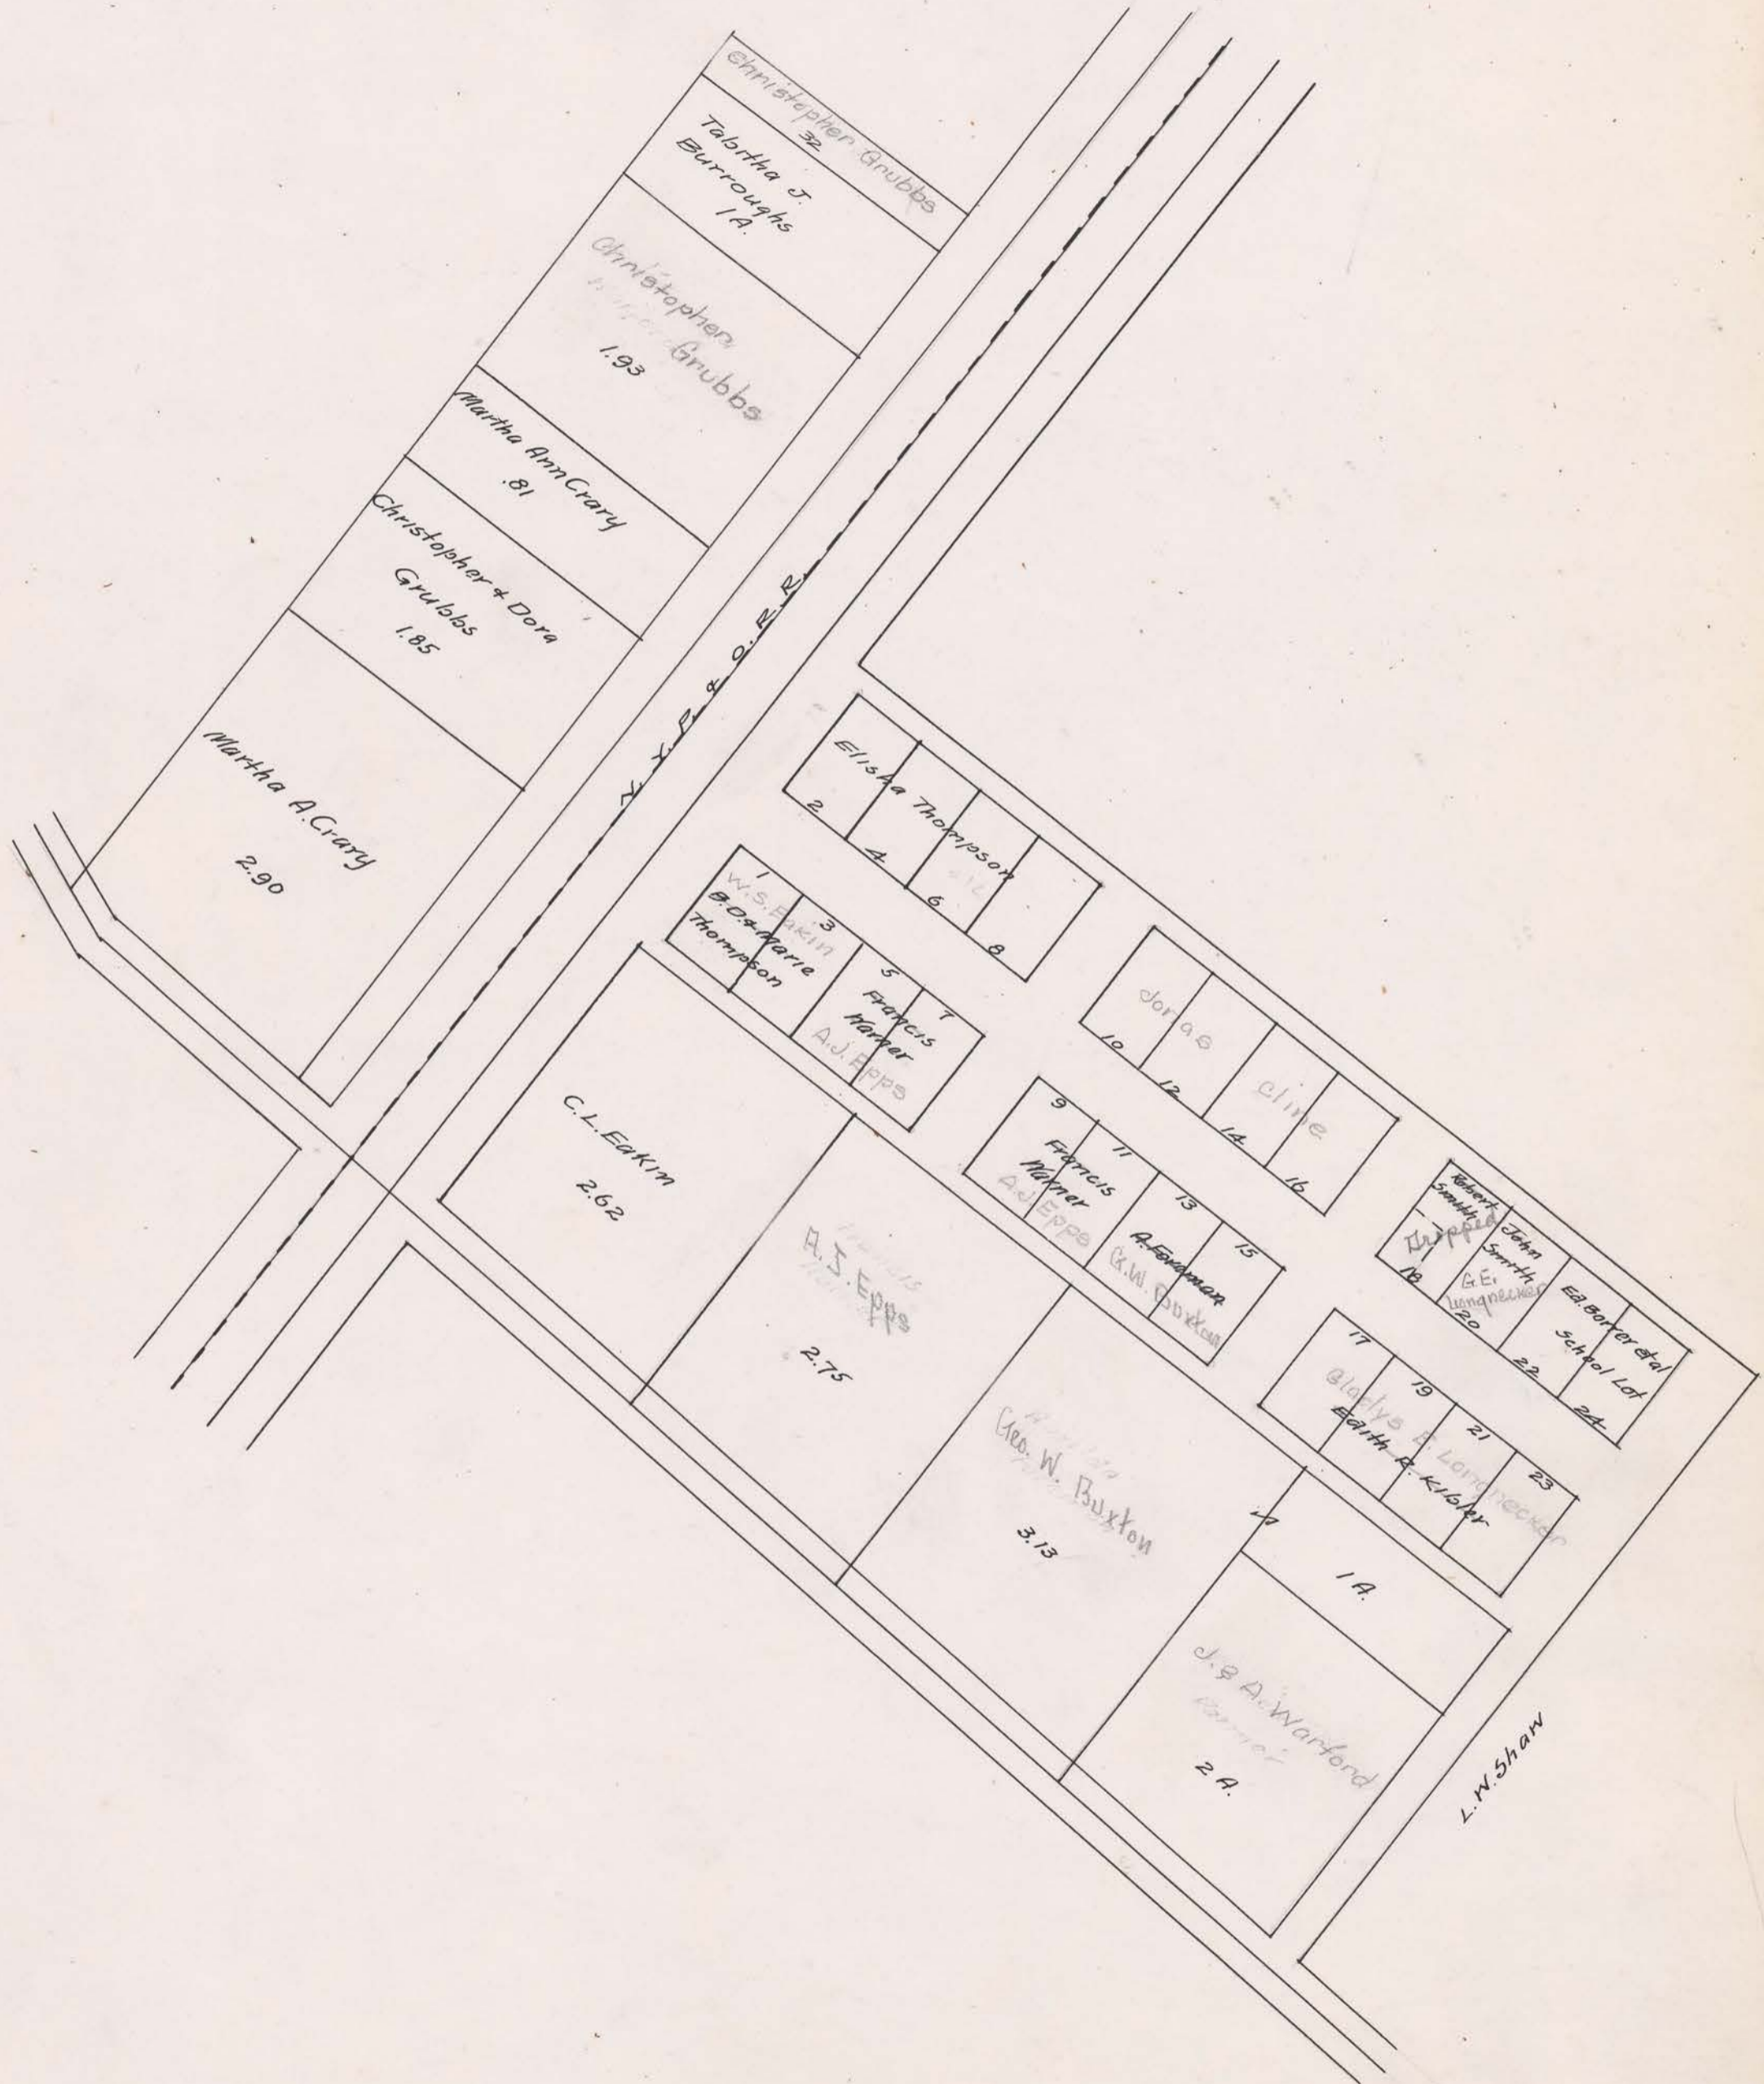 Christopher Grubbs
32
Tabitha J.
Burroughs
1A.
Christopher
Grubbs
1.93
Martha Ann Crary
.81
Christopher & Dora
Grubbs
1.85
Martha A. Crary
2.90
N.Y.P. & O. R.R.
Elisha Thompson
2
4
6
8
1
3
5
7
W.S. Eakin
B.O. & Marie
Thompson
Francis
Warner
A.J. Epps
Jonas Cline
10
12
14
16
9
11
13
15
Francis
Warner
A.J. Epps
A. Foreman
G.W. Buxton
Robert
Smith
Dropped
John
Smith
G.E.
Longnecker
Ed. Borrer et al
School Lot
18
20
22
24
17
19
21
23
Gladys E. Longnecker
Edith R. Kibler
C.L. Eakin
2.62
A.J. Epps
2.75
Geo. W. Buxton
3.13
1A.
J. & A. Warford
2A.
L.W. Shaw